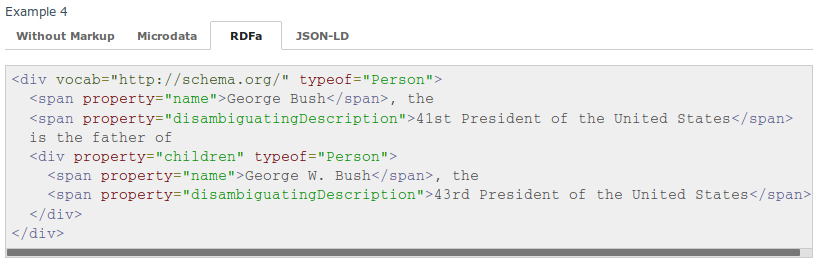 Example 4
Without Markup Microdata RDFa JSON-LD
<div vocab="http://schema.org/" typeof="Person">
  <span property="name">George Bush</span>, the
  <span property="disambiguatingDescription">41st President of the United States</span>
  is the father of
  <div property="children" typeof="Person">
    <span property="name">George W. Bush</span>, the
    <span property="disambiguatingDescription">43rd President of the United States</span>
  </div>
</div>